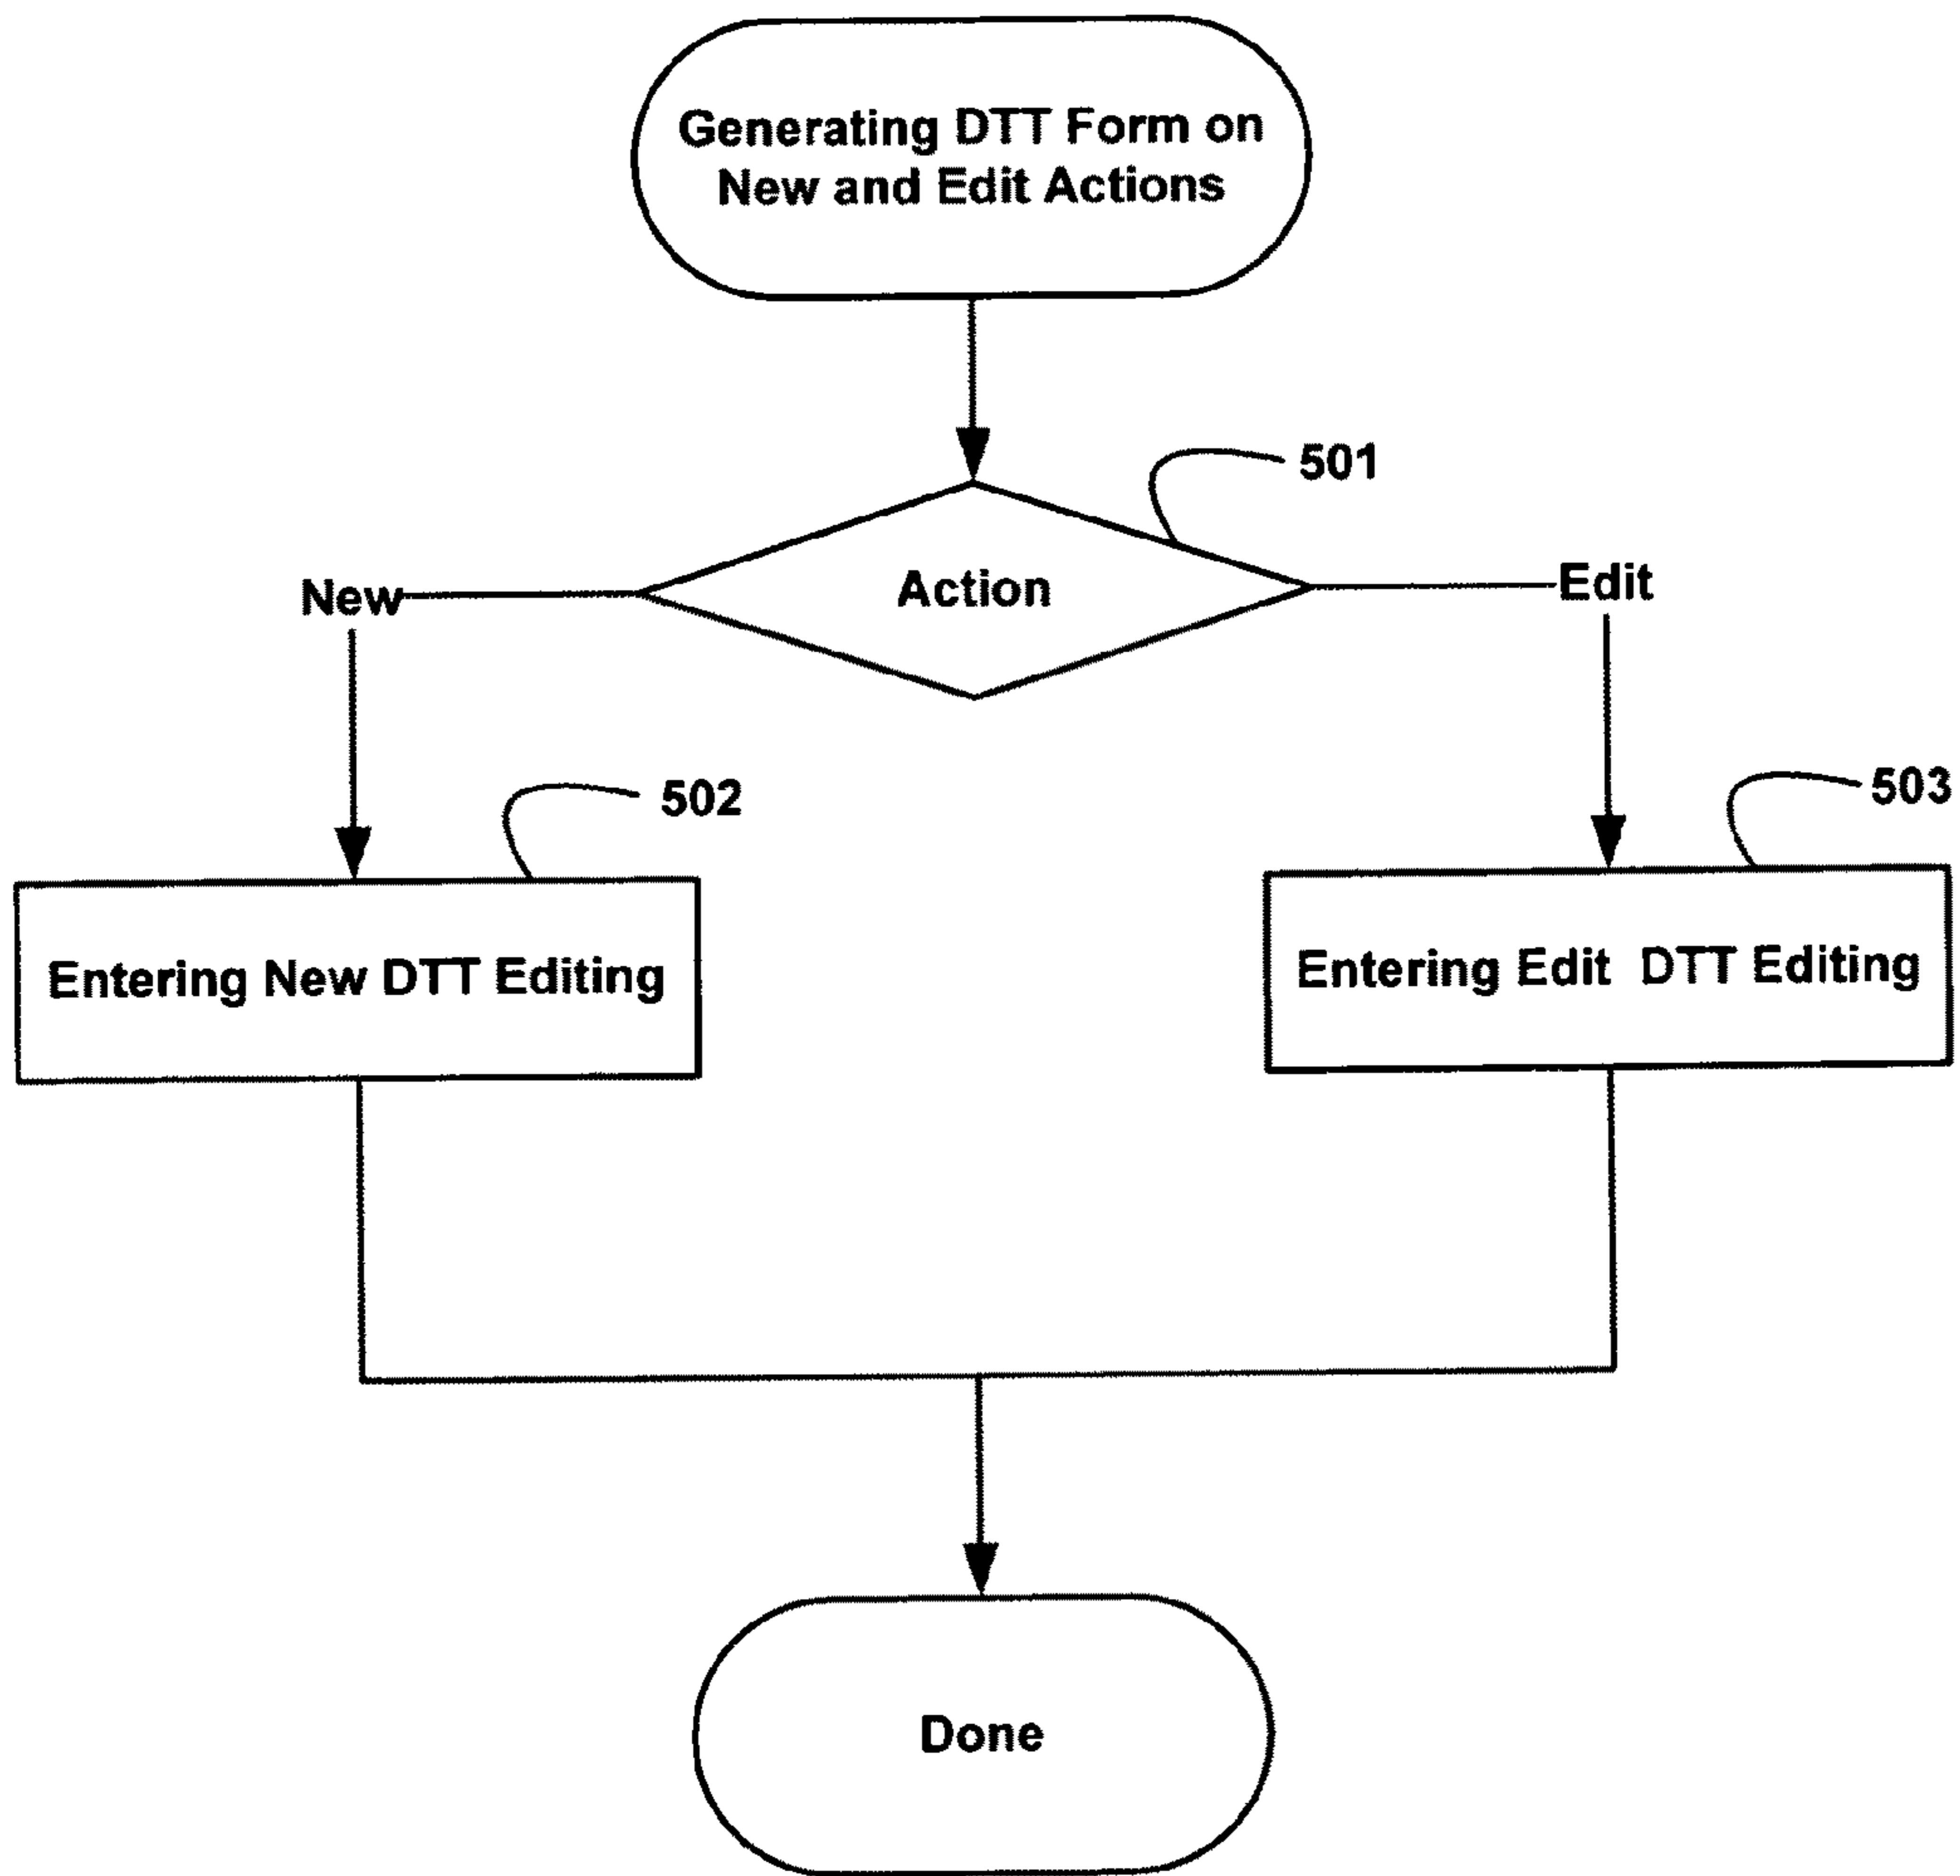 Generating DTT Form on
New and Edit Actions
501
Action
New
Edit
502
503
Entering New DTT Editing
Entering Edit DTT Editing
Done